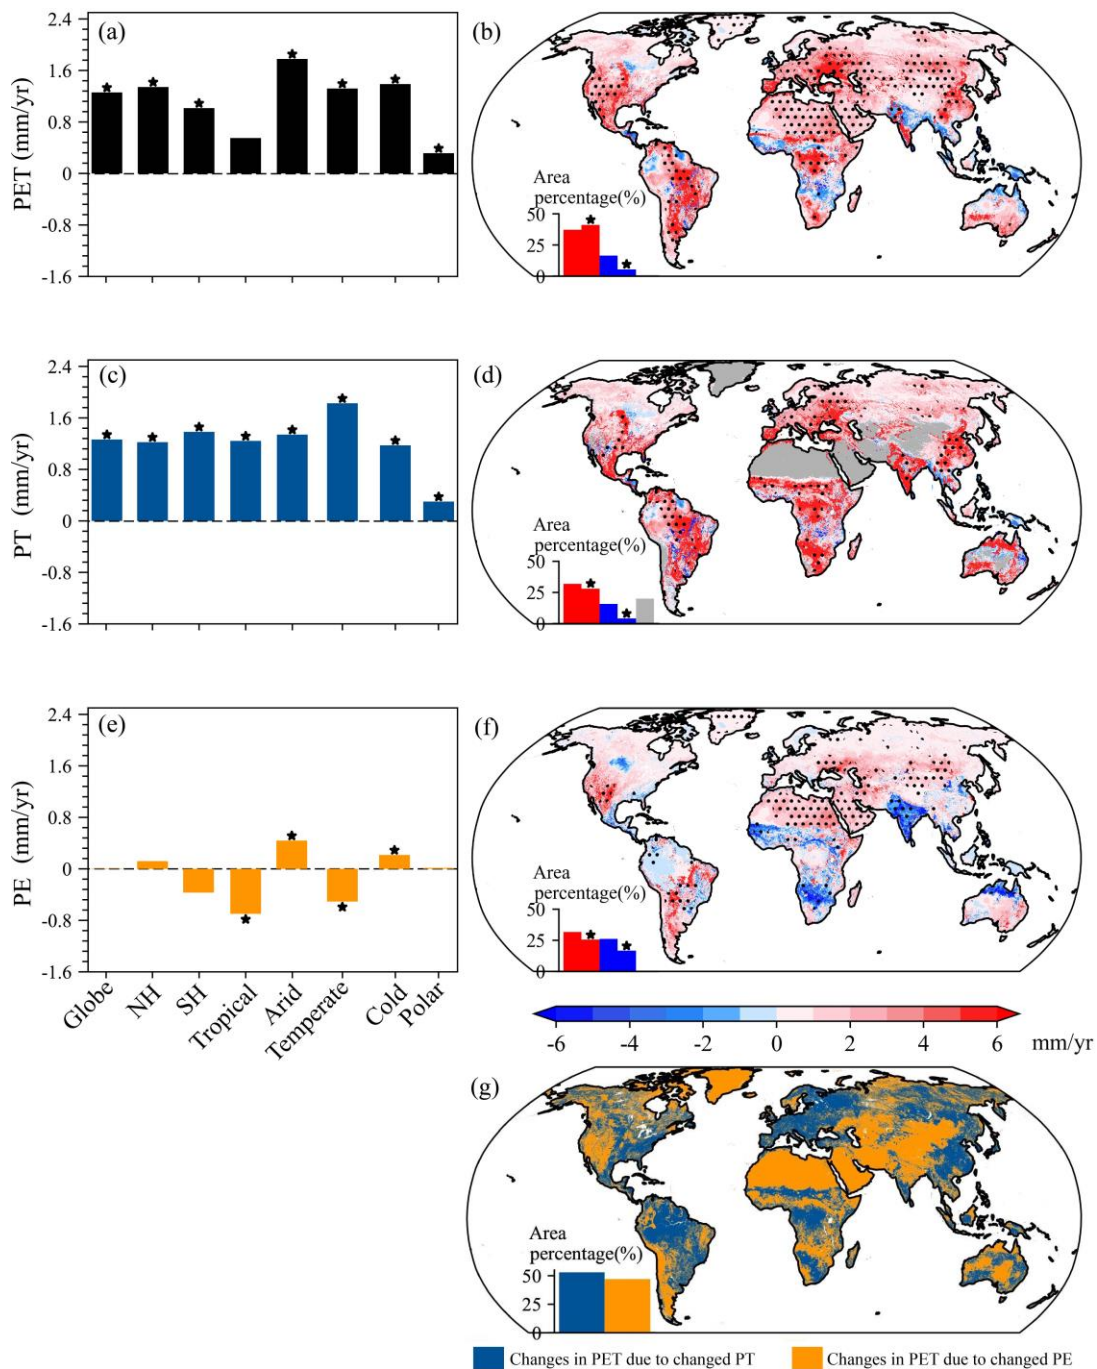 (a)
PET (mm/yr)
2.4
1.6
0.8
0
-0.8
-1.6
(b)
Area
percentage(%)
50
25
0
(c)
PT (mm/yr)
2.4
1.6
0.8
0
-0.8
-1.6
(d)
Area
percentage(%)
50
25
0
(e)
PE (mm/yr)
2.4
1.6
0.8
0
-0.8
-1.6
Globe
NH
SH
Tropical
Arid
Temperate
Cold
Polar
(f)
Area
percentage(%)
50
25
0
-6 -4 -2 0 2 4 6 mm/yr
(g)
Area
percentage(%)
50
25
0
Changes in PET due to changed PT
Changes in PET due to changed PE